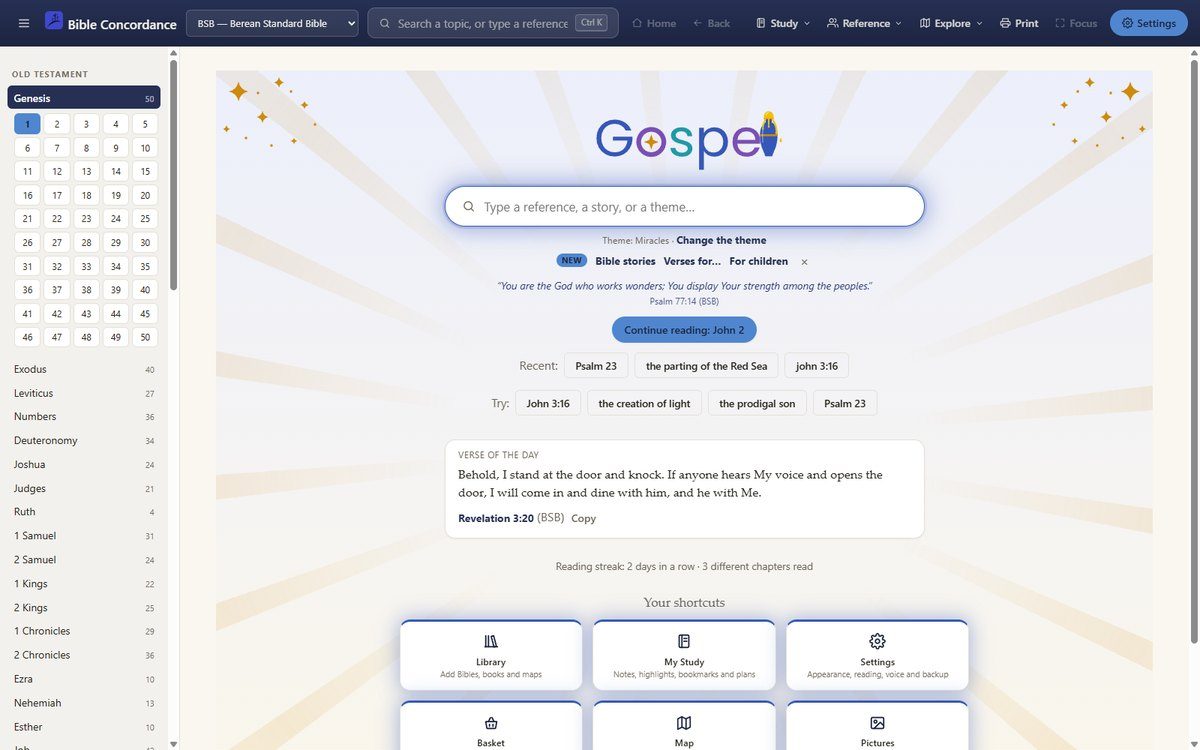 Bible Concordance
BSB — Berean Standard Bible
Search a topic, or type a reference
Ctrl K
Home
Back
Study
Reference
Explore
Print
Focus
Settings
OLD TESTAMENT
Genesis 50
1 2 3 4 5
6 7 8 9 10
11 12 13 14 15
16 17 18 19 20
21 22 23 24 25
26 27 28 29 30
31 32 33 34 35
36 37 38 39 40
41 42 43 44 45
46 47 48 49 50
Exodus 40
Leviticus 27
Numbers 36
Deuteronomy 34
Joshua 24
Judges 21
Ruth 4
1 Samuel 31
2 Samuel 24
1 Kings 22
2 Kings 25
1 Chronicles 29
2 Chronicles 36
Ezra 10
Nehemiah 13
Esther 10
Gospel
Type a reference, a story, or a theme...
Theme: Miracles · Change the theme
NEW Bible stories Verses for... For children ×
“You are the God who works wonders; You display Your strength among the peoples.”
Psalm 77:14 (BSB)
Continue reading: John 2
Recent: Psalm 23 the parting of the Red Sea john 3:16
Try: John 3:16 the creation of light the prodigal son Psalm 23
VERSE OF THE DAY
Behold, I stand at the door and knock. If anyone hears My voice and opens the
door, I will come in and dine with him, and he with Me.
Revelation 3:20 (BSB) Copy
Reading streak: 2 days in a row · 3 different chapters read
Your shortcuts
Library
Add Bibles, books and maps
My Study
Notes, highlights, bookmarks and plans
Settings
Appearance, reading, voice and backup
Basket
Map
Pictures